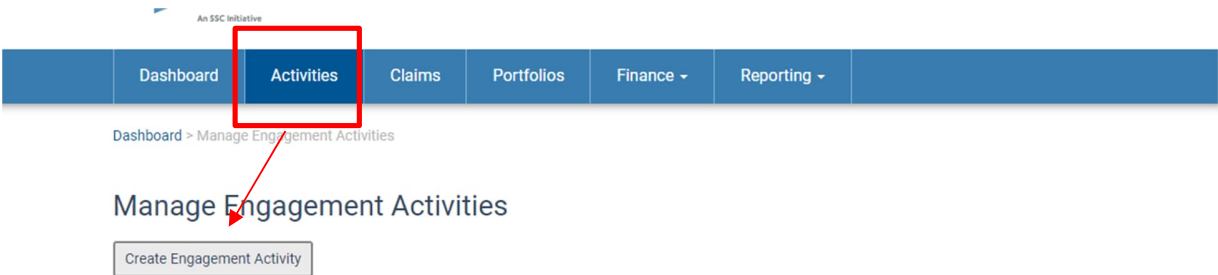 An SSC Initiative
Dashboard Activities Claims Portfolios Finance Reporting
Dashboard > Manage Engagement Activities
Manage Engagement Activities
Create Engagement Activity